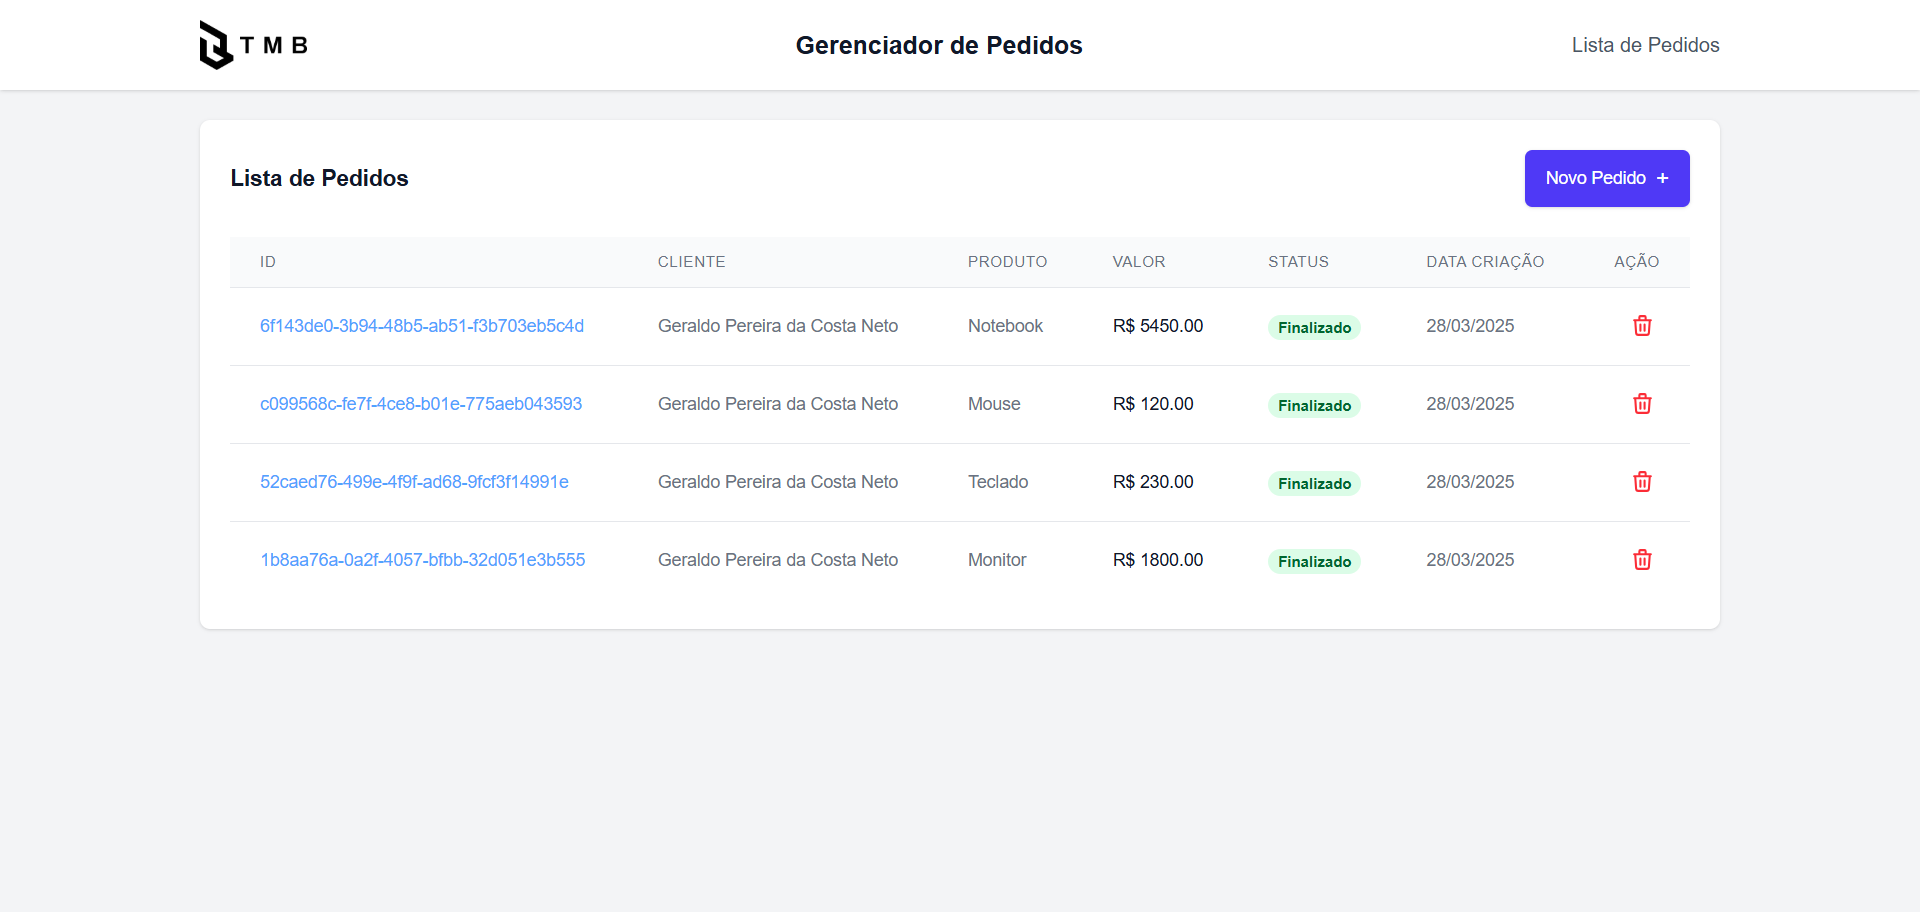 T M B
Gerenciador de Pedidos
Lista de Pedidos
Lista de Pedidos
Novo Pedido +
ID CLIENTE PRODUTO VALOR STATUS DATA CRIAÇÃO AÇÃO
6f143de0-3b94-48b5-ab51-f3b703eb5c4d Geraldo Pereira da Costa Neto Notebook R$ 5450.00 Finalizado 28/03/2025
c099568c-fe7f-4ce8-b01e-775aeb043593 Geraldo Pereira da Costa Neto Mouse R$ 120.00 Finalizado 28/03/2025
52caed76-499e-4f9f-ad68-9fcf3f14991e Geraldo Pereira da Costa Neto Teclado R$ 230.00 Finalizado 28/03/2025
1b8aa76a-0a2f-4057-bfbb-32d051e3b555 Geraldo Pereira da Costa Neto Monitor R$ 1800.00 Finalizado 28/03/2025